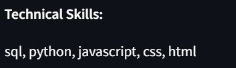 Technical Skills:
sql, python, javascript, css, html